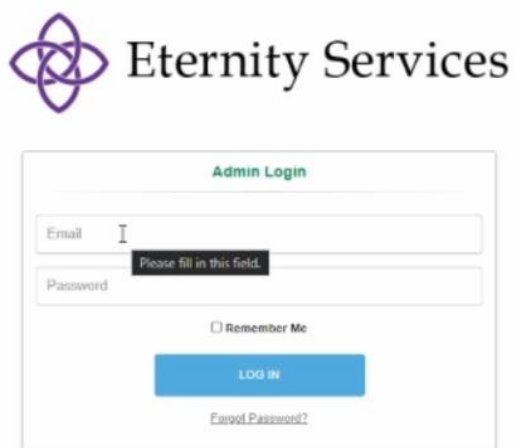 Eternity Services
Admin Login
Email
Please fill in this field.
Password
Remember Me
LOG IN
Forgot Password?